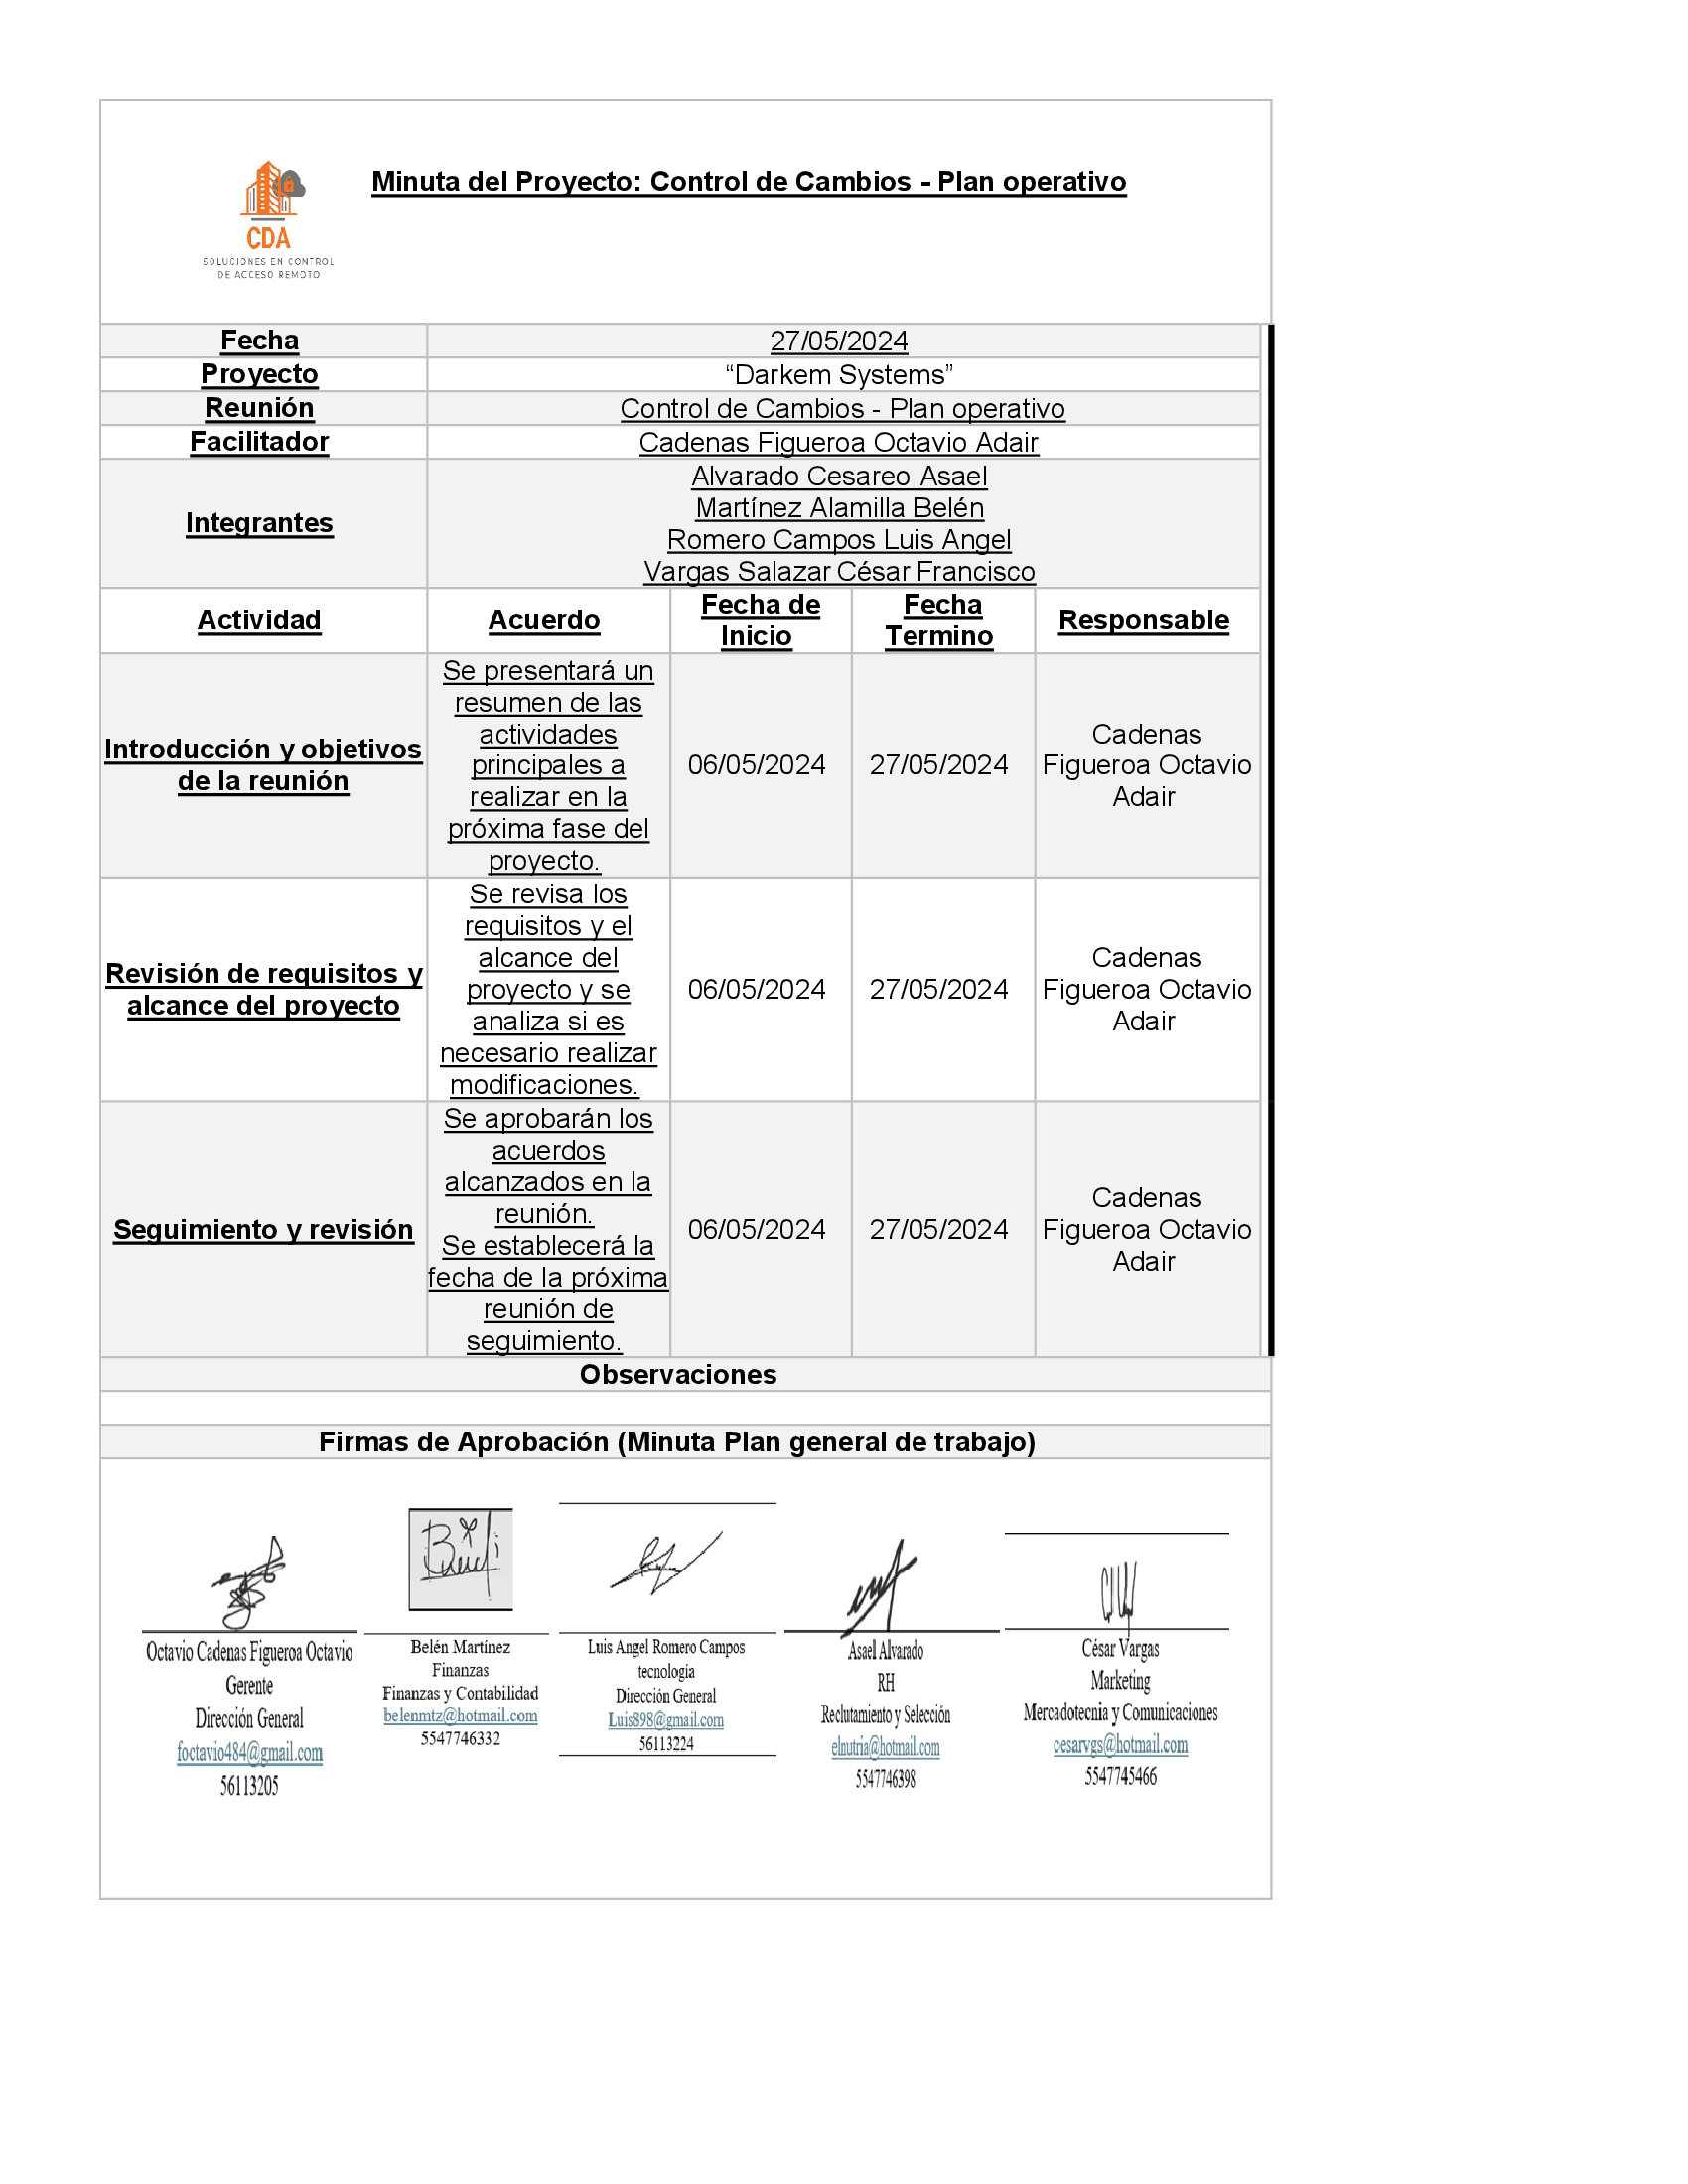 Minuta del Proyecto: Control de Cambios - Plan operativo
CDA
SOLUCIONES EN CONTROL
DE ACCESO REMOTO
Fecha
27/05/2024
Proyecto
“Darkem Systems”
Reunión
Control de Cambios - Plan operativo
Facilitador
Cadenas Figueroa Octavio Adair
Integrantes
Alvarado Cesareo Asael
Martínez Alamilla Belén
Romero Campos Luis Angel
Vargas Salazar César Francisco
Actividad
Acuerdo
Fecha de
Inicio
Fecha
Termino
Responsable
Introducción y objetivos
de la reunión
Se presentará un
resumen de las
actividades
principales a
realizar en la
próxima fase del
proyecto.
06/05/2024
27/05/2024
Cadenas
Figueroa Octavio
Adair
Revisión de requisitos y
alcance del proyecto
Se revisa los
requisitos y el
alcance del
proyecto y se
analiza si es
necesario realizar
modificaciones.
06/05/2024
27/05/2024
Cadenas
Figueroa Octavio
Adair
Seguimiento y revisión
Se aprobarán los
acuerdos
alcanzados en la
reunión.
Se establecerá la
fecha de la próxima
reunión de
seguimiento.
06/05/2024
27/05/2024
Cadenas
Figueroa Octavio
Adair
Observaciones
Firmas de Aprobación (Minuta Plan general de trabajo)
Octavio Cadenas Figueroa Octavio
Gerente
Dirección General
foctavio484@gmail.com
56113205
Belén Martínez
Finanzas
Finanzas y Contabilidad
belenmtz@hotmail.com
5547746332
Luis Angel Romero Campos
tecnología
Dirección General
Luis898@gmail.com
56113224
Asael Alvarado
RH
Reclutamiento y Selección
elnutria@hotmail.com
5547746398
César Vargas
Marketing
Mercadotecnia y Comunicaciones
cesarvgs@hotmail.com
5547745466